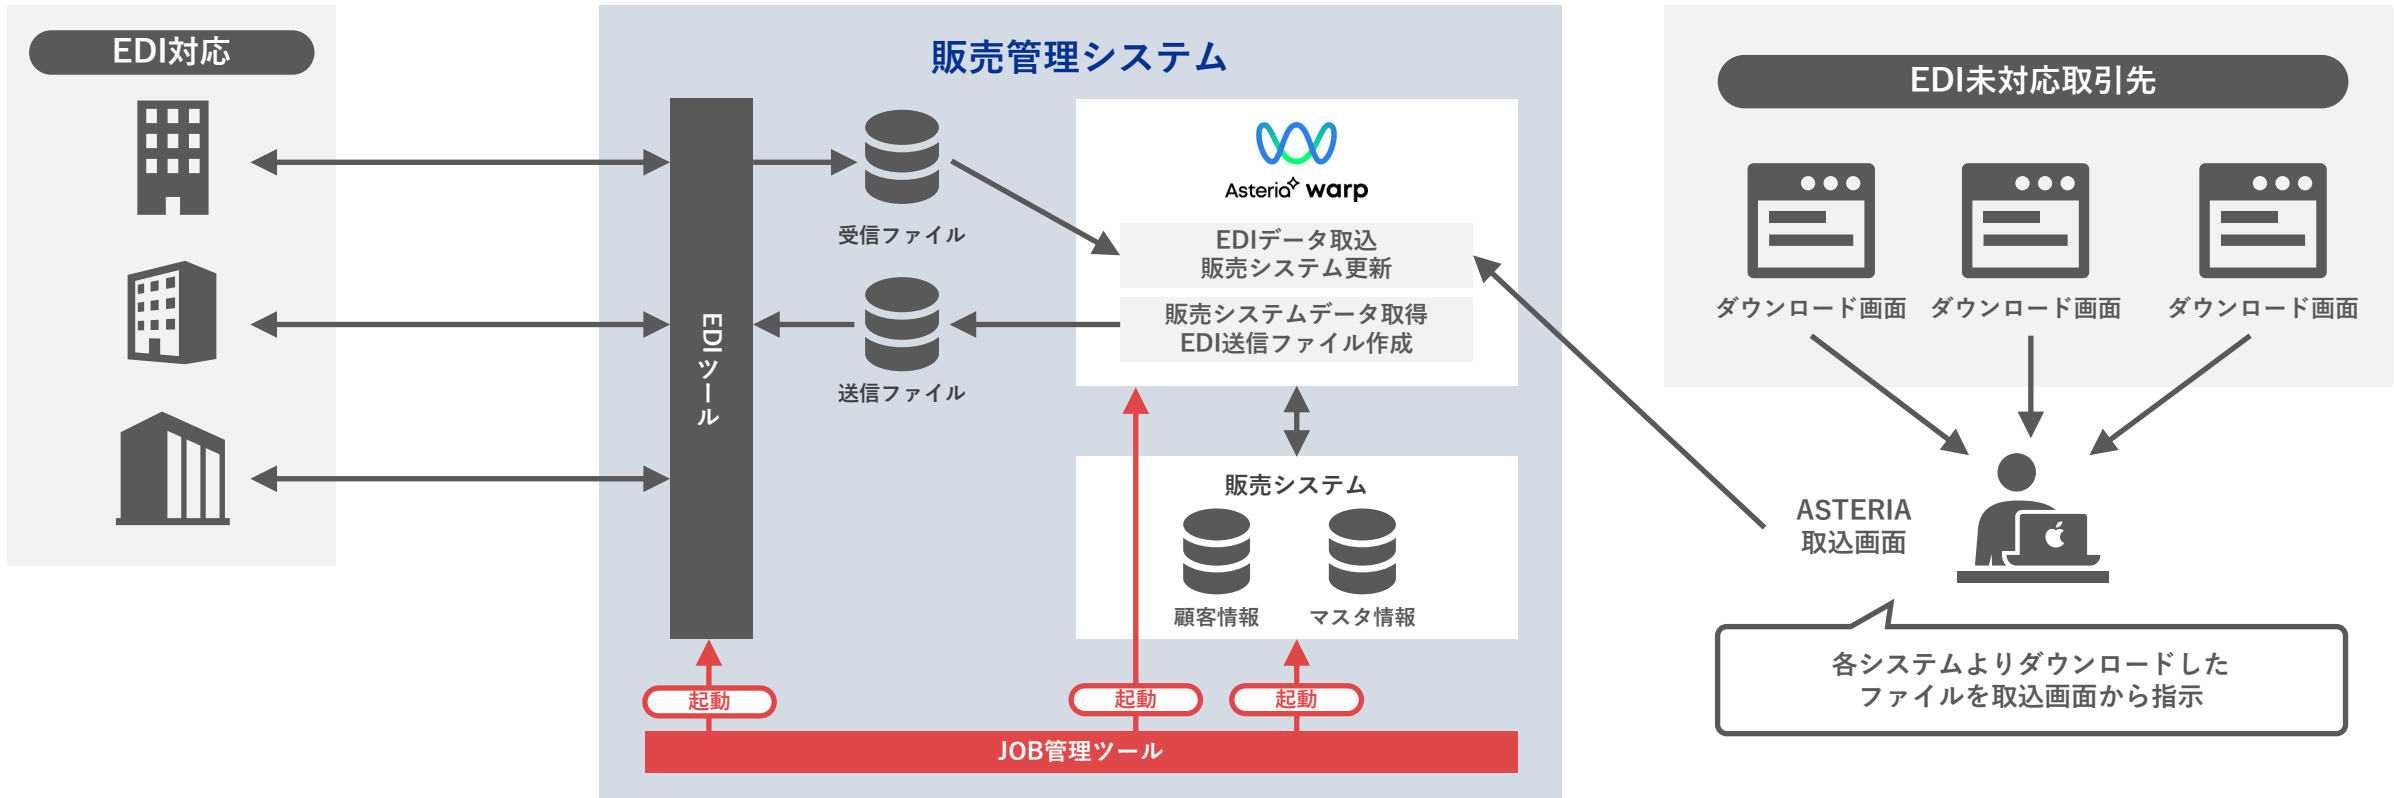 EDI対応
販売管理システム
EDIツール
受信ファイル
送信ファイル
Asteria warp
EDIデータ取込
販売システム更新
販売システムデータ取得
EDI送信ファイル作成
販売システム
顧客情報
マスタ情報
起動
起動
起動
JOB管理ツール
EDI未対応取引先
ダウンロード画面
ダウンロード画面
ダウンロード画面
ASTERIA
取込画面
各システムよりダウンロードした
ファイルを取込画面から指示